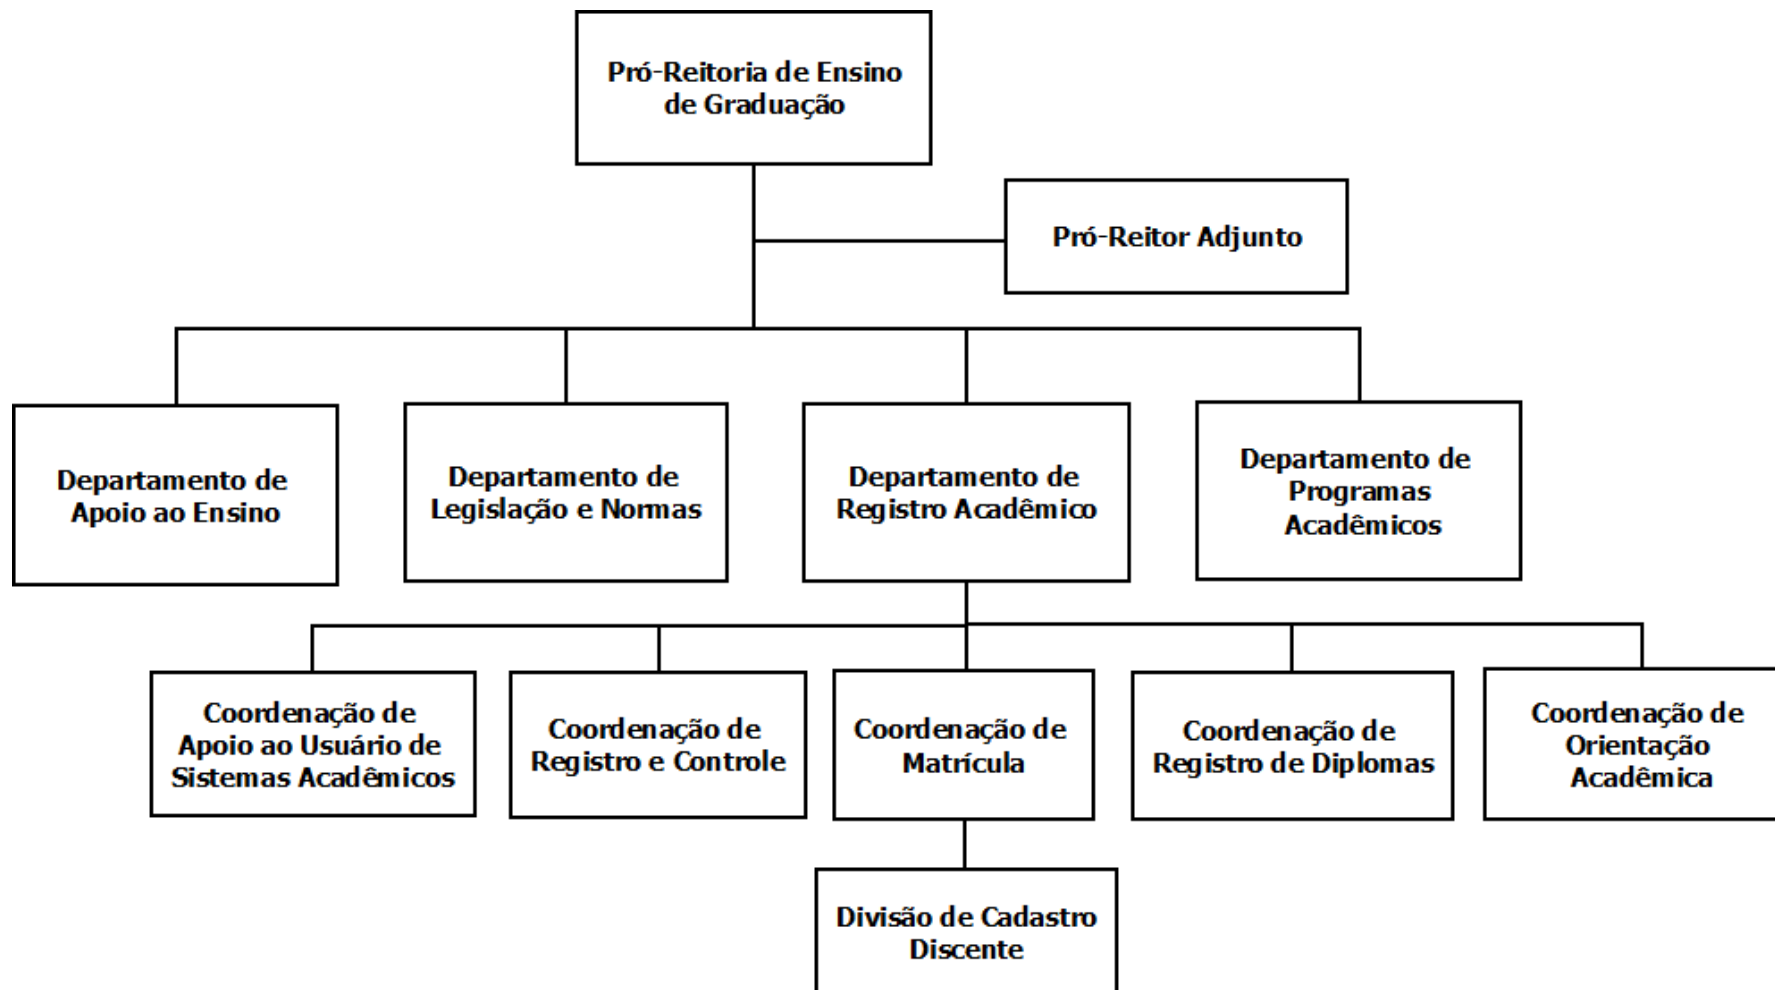 Pró-Reitoria de Ensino
de Graduação
Pró-Reitor Adjunto
Departamento de
Apoio ao Ensino
Departamento de
Legislação e Normas
Departamento de
Registro Acadêmico
Departamento de
Programas
Acadêmicos
Coordenação de
Apoio ao Usuário de
Sistemas Acadêmicos
Coordenação de
Registro e Controle
Coordenação de
Matrícula
Coordenação de
Registro de Diplomas
Coordenação de
Orientação
Acadêmica
Divisão de Cadastro
Discente